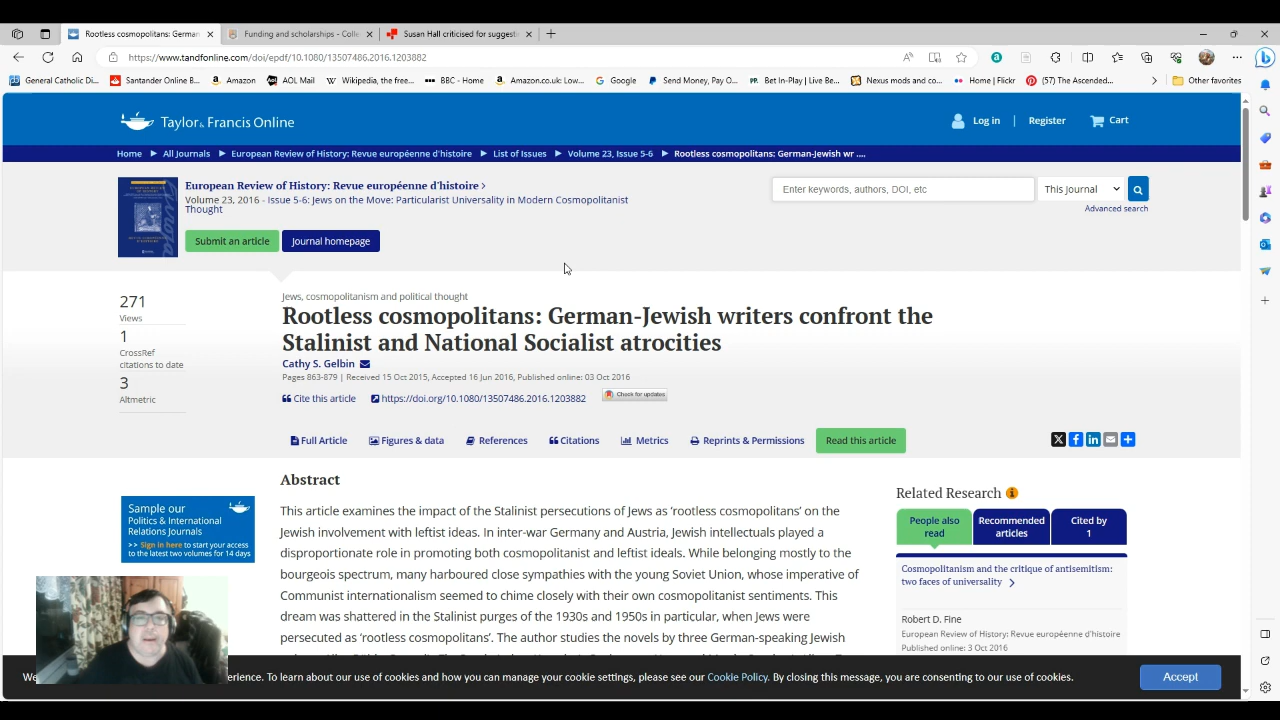 Rootless cosmopolitans: German
Funding and scholarships - Colle
Susan Hall criticised for suggest
https://www.tandfonline.com/doi/epdf/10.1080/13507486.2016.1203882
General Catholic Di...
Santander Online B...
Amazon
AOL Mail
Wikipedia, the free...
BBC - Home
Amazon.co.uk: Low...
Google
Send Money, Pay O...
Bet In-Play | Live Be...
Nexus mods and co...
Home | Flickr
(57) The Ascended...
Other favorites
Taylor & Francis Online
Log in | Register
Cart
Home
All Journals
European Review of History: Revue européenne d'histoire
List of Issues
Volume 23, Issue 5-6
Rootless cosmopolitans: German-Jewish wr ....
European Review of History: Revue européenne d'histoire
Volume 23, 2016 - Issue 5-6: Jews on the Move: Particularist Universality in Modern Cosmopolitanist
Thought
Submit an article
Journal homepage
Enter keywords, authors, DOI, etc
This Journal
Advanced search
271
Views
1
CrossRef
citations to date
3
Altmetric
Jews, cosmopolitanism and political thought
Rootless cosmopolitans: German-Jewish writers confront the
Stalinist and National Socialist atrocities
Cathy S. Gelbin
Pages 863-879 | Received 15 Oct 2015, Accepted 16 Jun 2016, Published online: 03 Oct 2016
Cite this article
https://doi.org/10.1080/13507486.2016.1203882
Check for updates
Full Article
Figures & data
References
Citations
Metrics
Reprints & Permissions
Read this article
Abstract
This article examines the impact of the Stalinist persecutions of Jews as 'rootless cosmopolitans' on the
Jewish involvement with leftist ideas. In inter-war Germany and Austria, Jewish intellectuals played a
disproportionate role in promoting both cosmopolitanist and leftist ideals. While belonging mostly to the
bourgeois spectrum, many harboured close sympathies with the young Soviet Union, whose imperative of
Communist internationalism seemed to chime closely with their own cosmopolitanist sentiments. This
dream was shattered in the Stalinist purges of the 1930s and 1950s in particular, when Jews were
persecuted as 'rootless cosmopolitans'. The author studies the novels by three German-speaking Jewish
Sample our
Politics & International
Relations Journals
>> Sign in here to start your access
to the latest two volumes for 14 days
Related Research
People also
read
Recommended
articles
Cited by
1
Cosmopolitanism and the critique of antisemitism:
two faces of universality
Robert D. Fine
European Review of History: Revue européenne d'histoire
Published online: 3 Oct 2016
We
erience. To learn about our use of cookies and how you can manage your cookie settings, please see our Cookie Policy. By closing this message, you are consenting to our use of cookies.
Accept